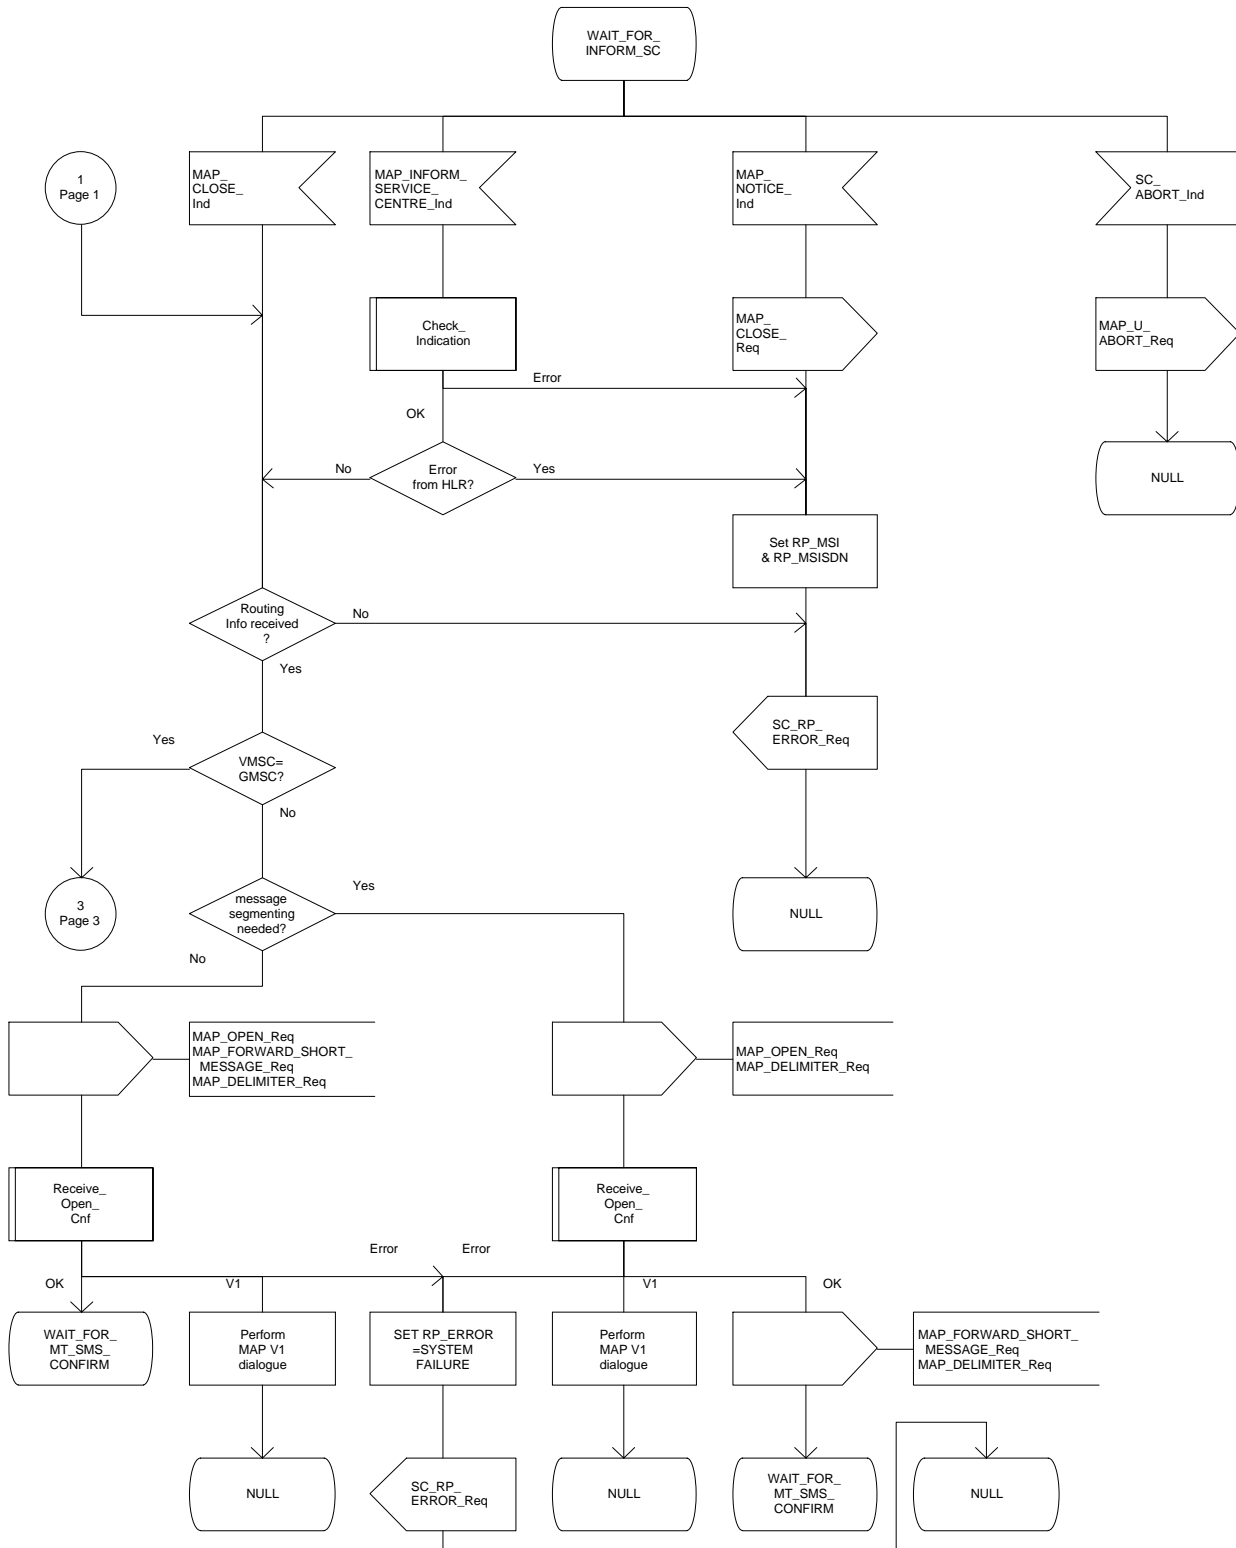 WAIT_FOR_
INFORM_SC
1
Page 1
MAP_
CLOSE_
Ind
MAP_INFORM_
SERVICE_
CENTRE_Ind
MAP_
NOTICE_
Ind
SC_
ABORT_Ind
Check_
Indication
MAP_
CLOSE_
Req
MAP_U_
ABORT_Req
Error
OK
No
Error
from HLR?
Yes
NULL
Set RP_MSI
& RP_MSISDN
Routing
Info received
?
No
Yes
SC_RP_
ERROR_Req
Yes
VMSC=
GMSC?
No
3
Page 3
message
segmenting
needed?
Yes
NULL
No
MAP_OPEN_Req
MAP_FORWARD_SHORT_
MESSAGE_Req
MAP_DELIMITER_Req
MAP_OPEN_Req
MAP_DELIMITER_Req
Receive_
Open_
Cnf
Receive_
Open_
Cnf
Error
Error
OK
V1
V1
OK
WAIT_FOR_
MT_SMS_
CONFIRM
Perform
MAP V1
dialogue
SET RP_ERROR
=SYSTEM
FAILURE
Perform
MAP V1
dialogue
MAP_FORWARD_SHORT_
MESSAGE_Req
MAP_DELIMITER_Req
NULL
SC_RP_
ERROR_Req
NULL
WAIT_FOR_
MT_SMS_
CONFIRM
NULL